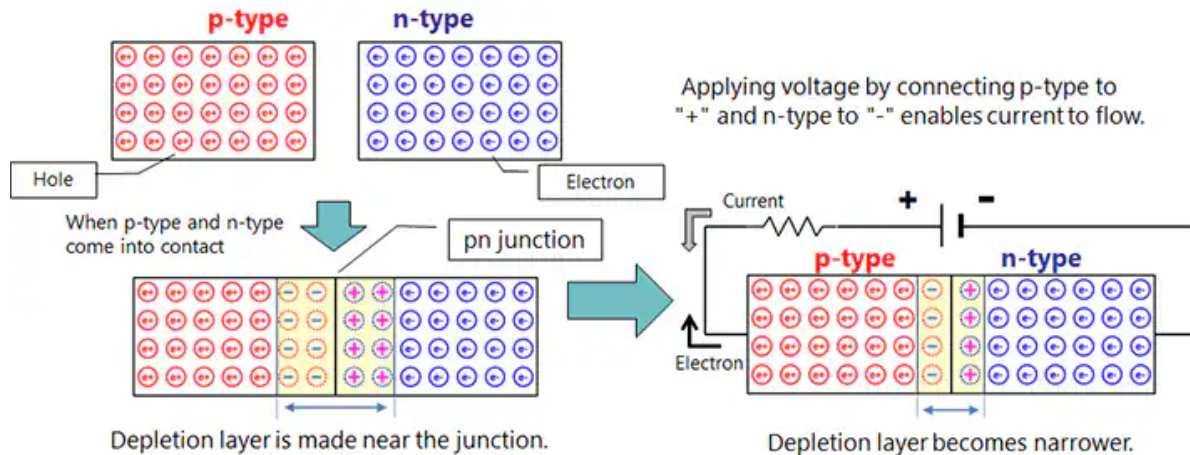 p-type
n-type
Hole
Electron
When p-type and n-type
come into contact
pn junction
Depletion layer is made near the junction.
Applying voltage by connecting p-type to
"+" and n-type to "-" enables current to flow.
Current
+
-
p-type
n-type
Electron
Depletion layer becomes narrower.